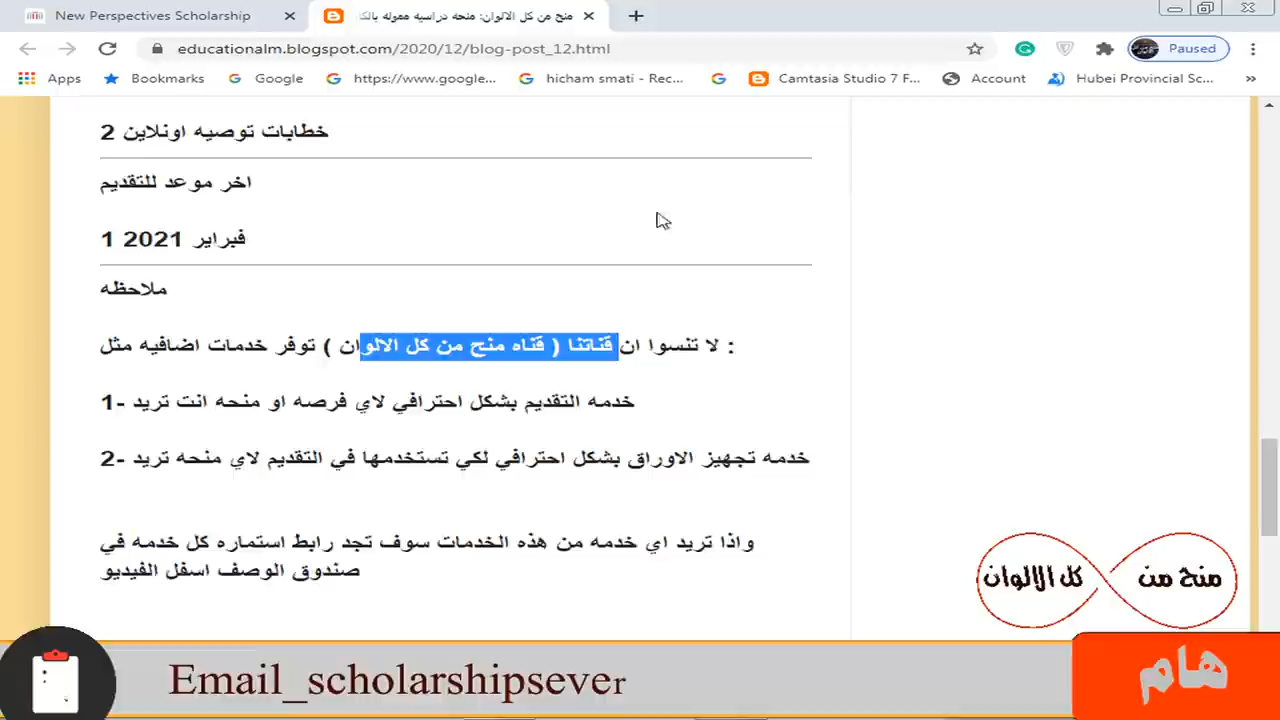 New Perspectives Scholarship
منح من كل الالوان: منحه دراسيه مموله بالك
educationalm.blogspot.com/2020/12/blog-post_12.html
Paused
Apps
Bookmarks
Google
https://www.google...
hicham smati - Rec...
Camtasia Studio 7 F...
Account
Hubei Provincial Sc...
»
خطابات توصيه اونلاين 2
اخر موعد للتقديم
1 فبراير 2021
ملاحظه
: لا تنسوا ان قناتنا ( قناه منح من كل الالوان ) توفر خدمات اضافيه مثل
1- خدمه التقديم بشكل احترافي لاي فرصه او منحه انت تريد
2- خدمه تجهيز الاوراق بشكل احترافي لكي تستخدمها في التقديم لاي منحه تريد
واذا تريد اي خدمه من هذه الخدمات سوف تجد رابط استماره كل خدمه في
صندوق الوصف اسفل الفيديو
منح من كل الالوان
Email_scholarshipsever
هام